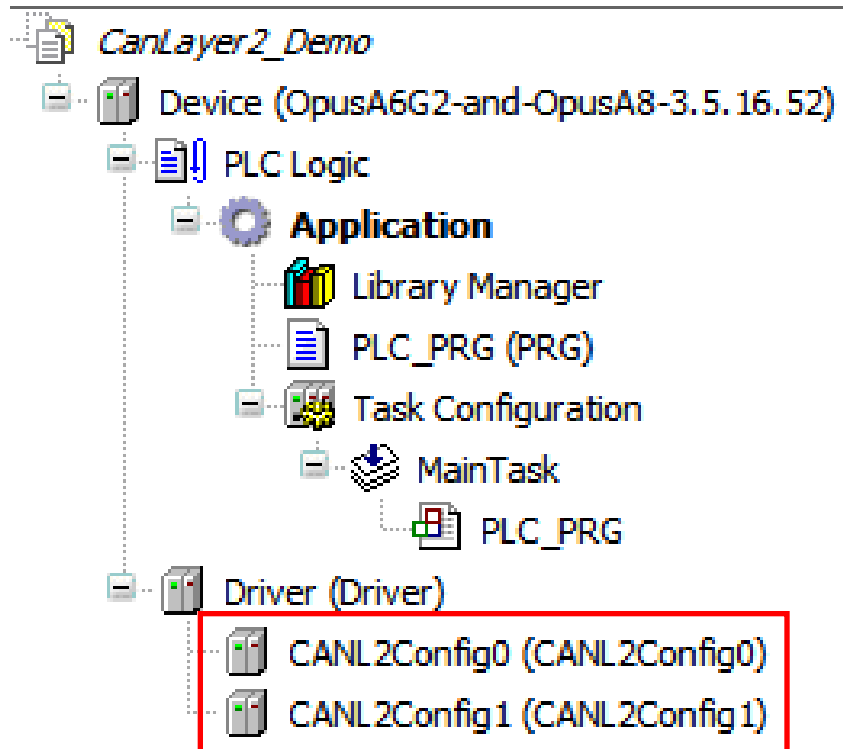 CanLayer2_Demo
Device (OpusA6G2-and-OpusA8-3.5.16.52)
PLC Logic
Application
Library Manager
PLC_PRG (PRG)
Task Configuration
MainTask
PLC_PRG
Driver (Driver)
CANL2Config0 (CANL2Config0)
CANL2Config1 (CANL2Config1)